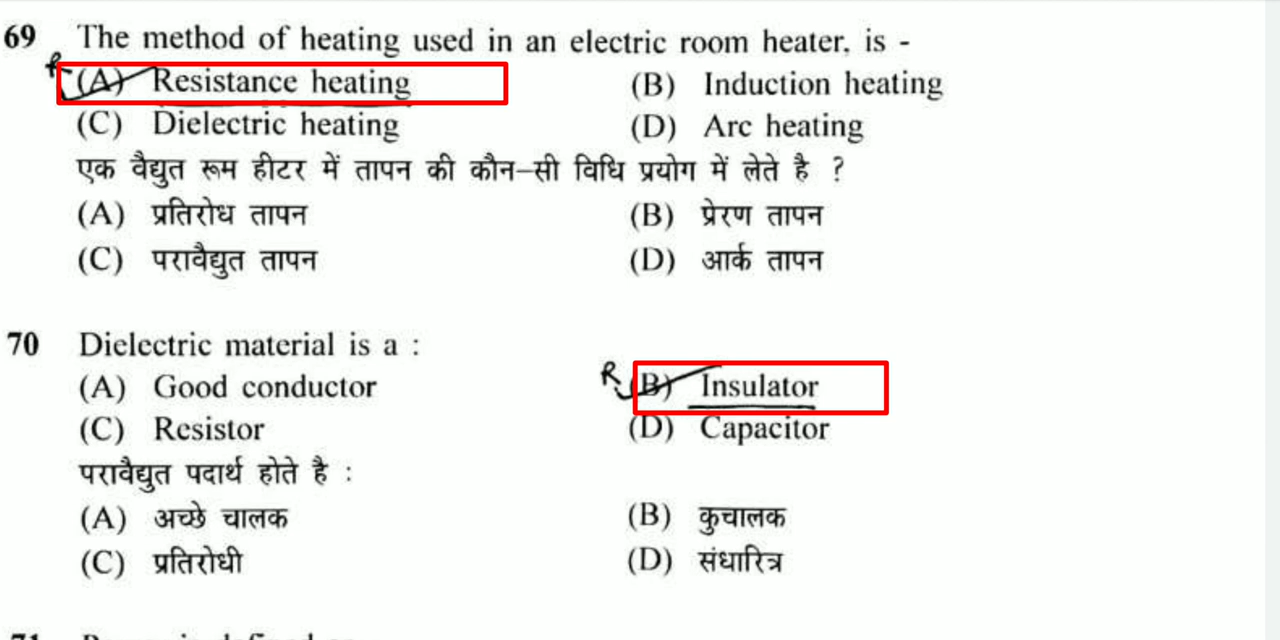 69 The method of heating used in an electric room heater, is -
(A) Resistance heating (B) Induction heating
(C) Dielectric heating (D) Arc heating
एक वैद्युत रूम हीटर में तापन की कौन-सी विधि प्रयोग में लेते है ?
(A) प्रतिरोध तापन (B) प्रेरण तापन
(C) परावैद्युत तापन (D) आर्क तापन
70 Dielectric material is a :
(A) Good conductor R (B) Insulator
(C) Resistor (D) Capacitor
परावैद्युत पदार्थ होते है :
(A) अच्छे चालक (B) कुचालक
(C) प्रतिरोधी (D) संधारित्र